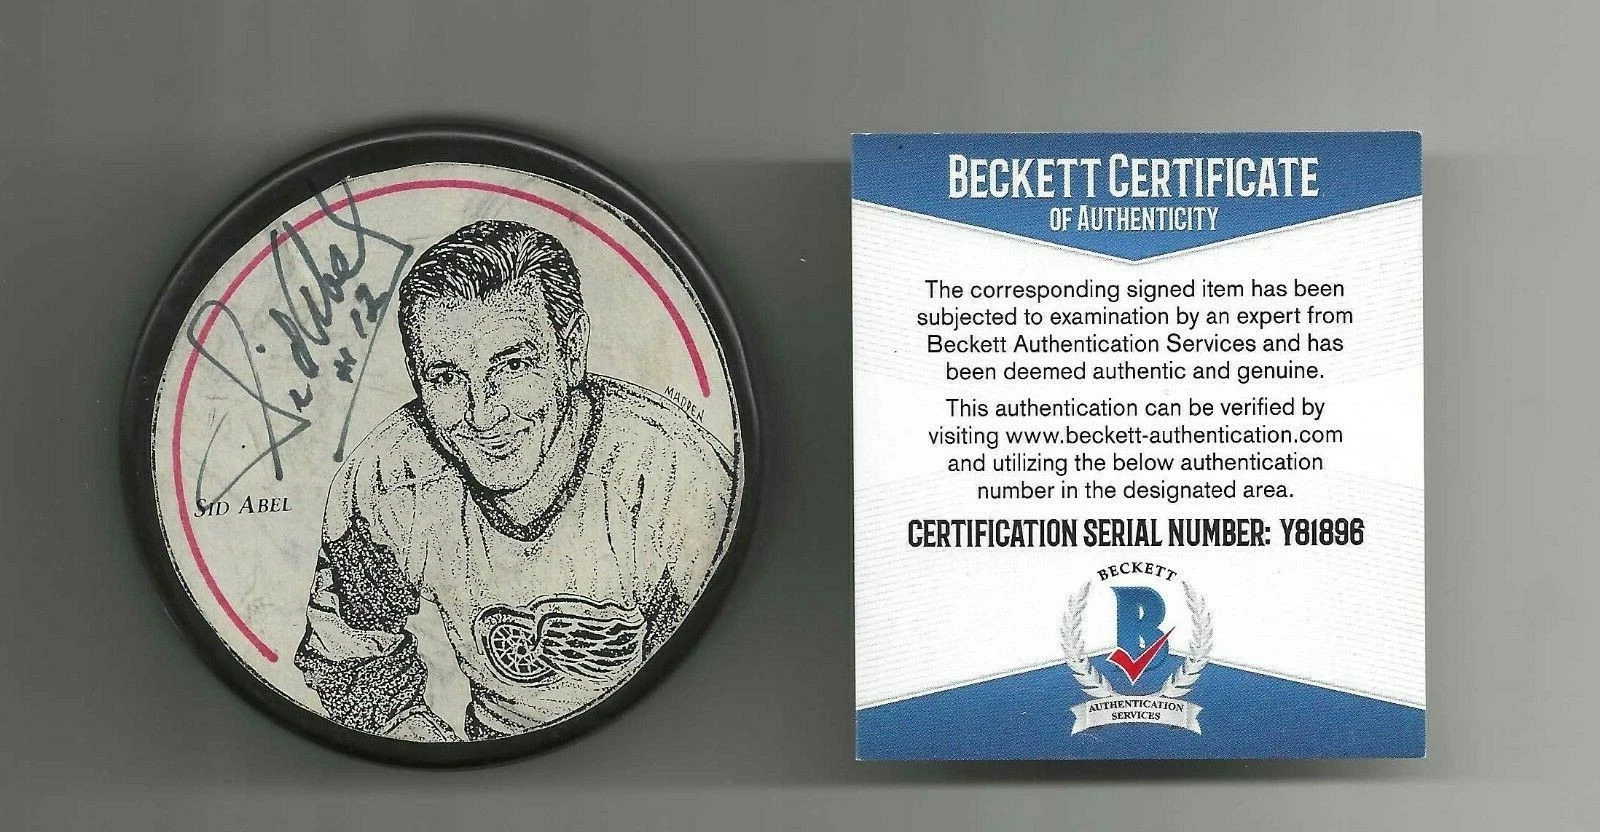 Sid Abel
#12
MADDEN
SID ABEL
BECKETT CERTIFICATE
OF AUTHENTICITY
The corresponding signed item has been
subjected to examination by an expert from
Beckett Authentication Services and has
been deemed authentic and genuine.
This authentication can be verified by
visiting www.beckett-authentication.com
and utilizing the below authentication
number in the designated area.
CERTIFICATION SERIAL NUMBER: Y81896
BECKETT
B
AUTHENTICATION
SERVICES